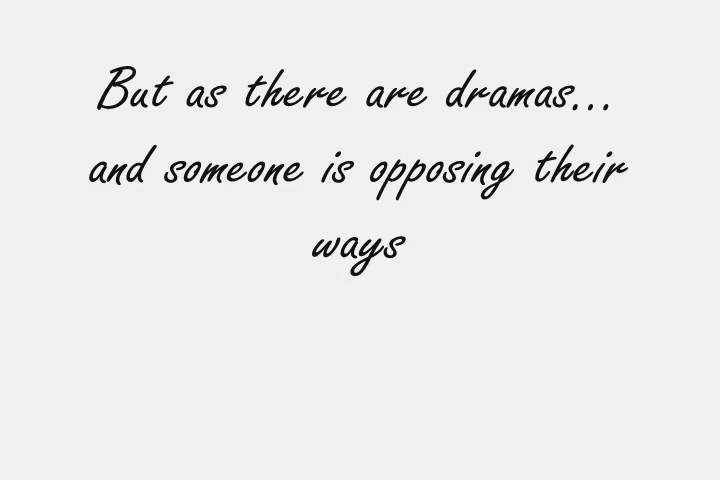 But as there are dramas...
and someone is opposing their
ways